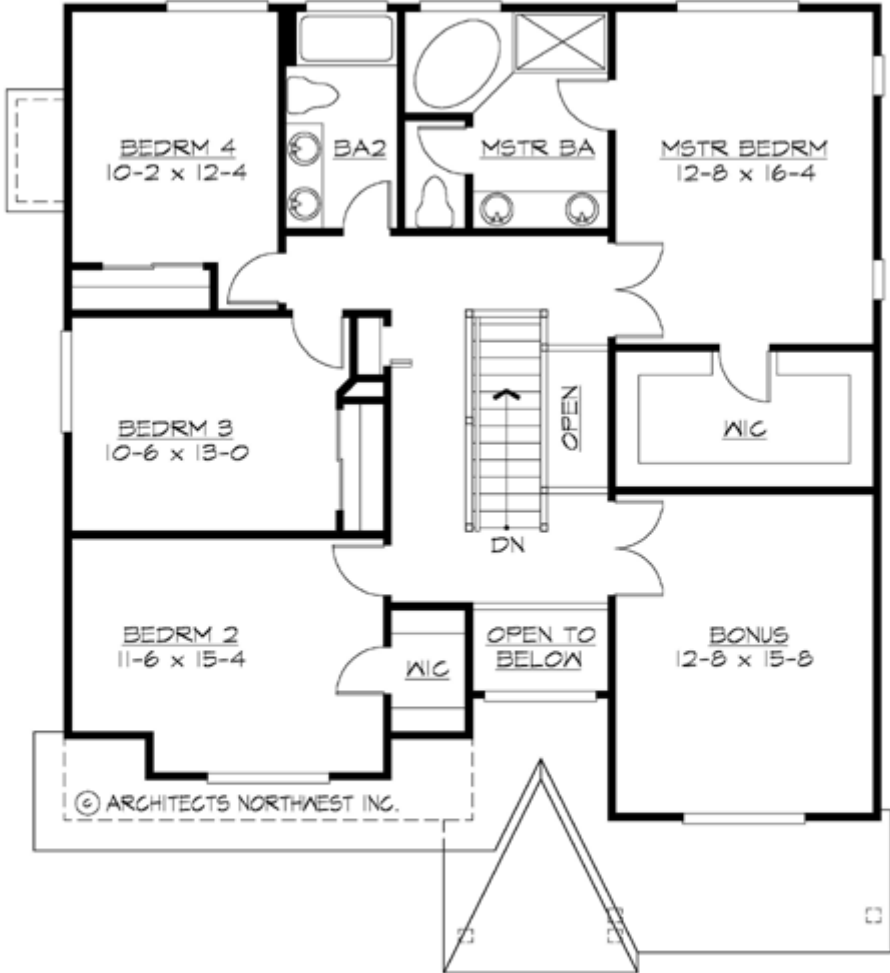 BEDRM 4
10-2 x 12-4
BA2
MSTR BA
MSTR BEDRM
12-8 x 16-4
BEDRM 3
10-6 x 13-0
OPEN
WIC
DN
BEDRM 2
11-6 x 15-4
WIC
OPEN TO
BELOW
BONUS
12-8 x 15-8
© ARCHITECTS NORTHWEST INC.